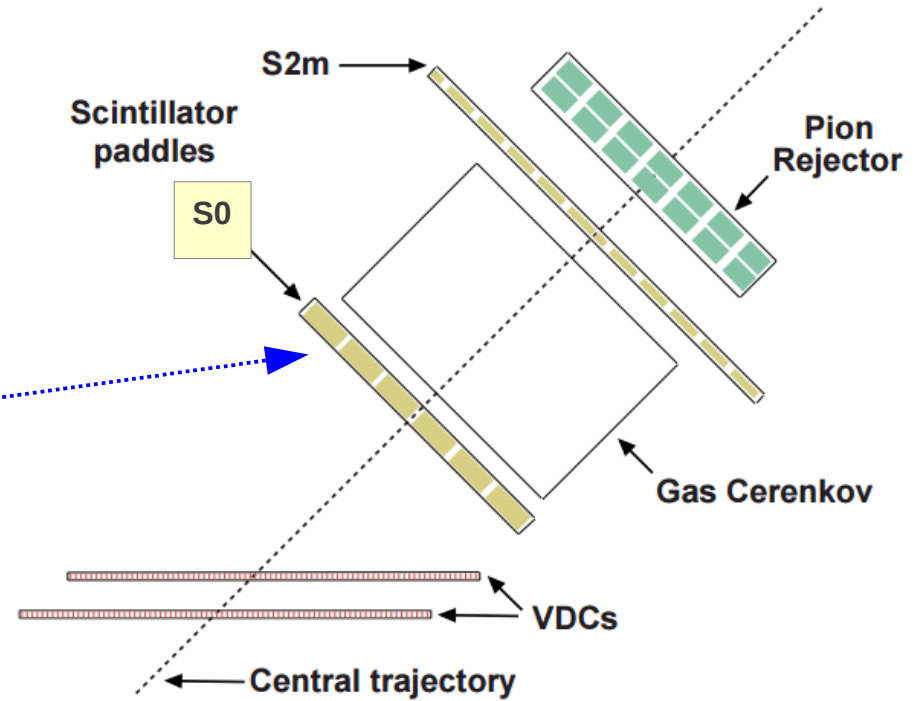 S2m
Scintillator
paddles
S0
Pion
Rejector
Gas Cerenkov
VDCs
Central trajectory